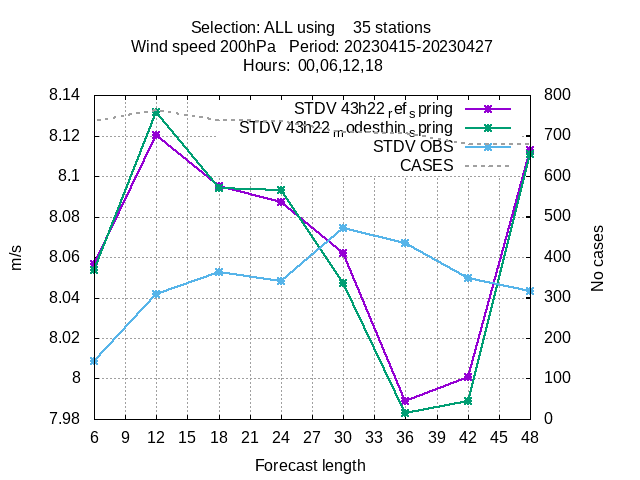 Selection: ALL using    35 stations
Wind speed 200hPa   Period: 20230415-20230427
Hours: 00,06,12,18
STDV 43h22_ref_spring
STDV 43h22_modesthin_spring
STDV OBS
CASES
8.14
8.12
8.1
8.08
8.06
8.04
8.02
8
7.98
m/s
800
700
600
500
400
300
200
100
0
No cases
6 9 12 15 18 21 24 27 30 33 36 39 42 45 48
Forecast length